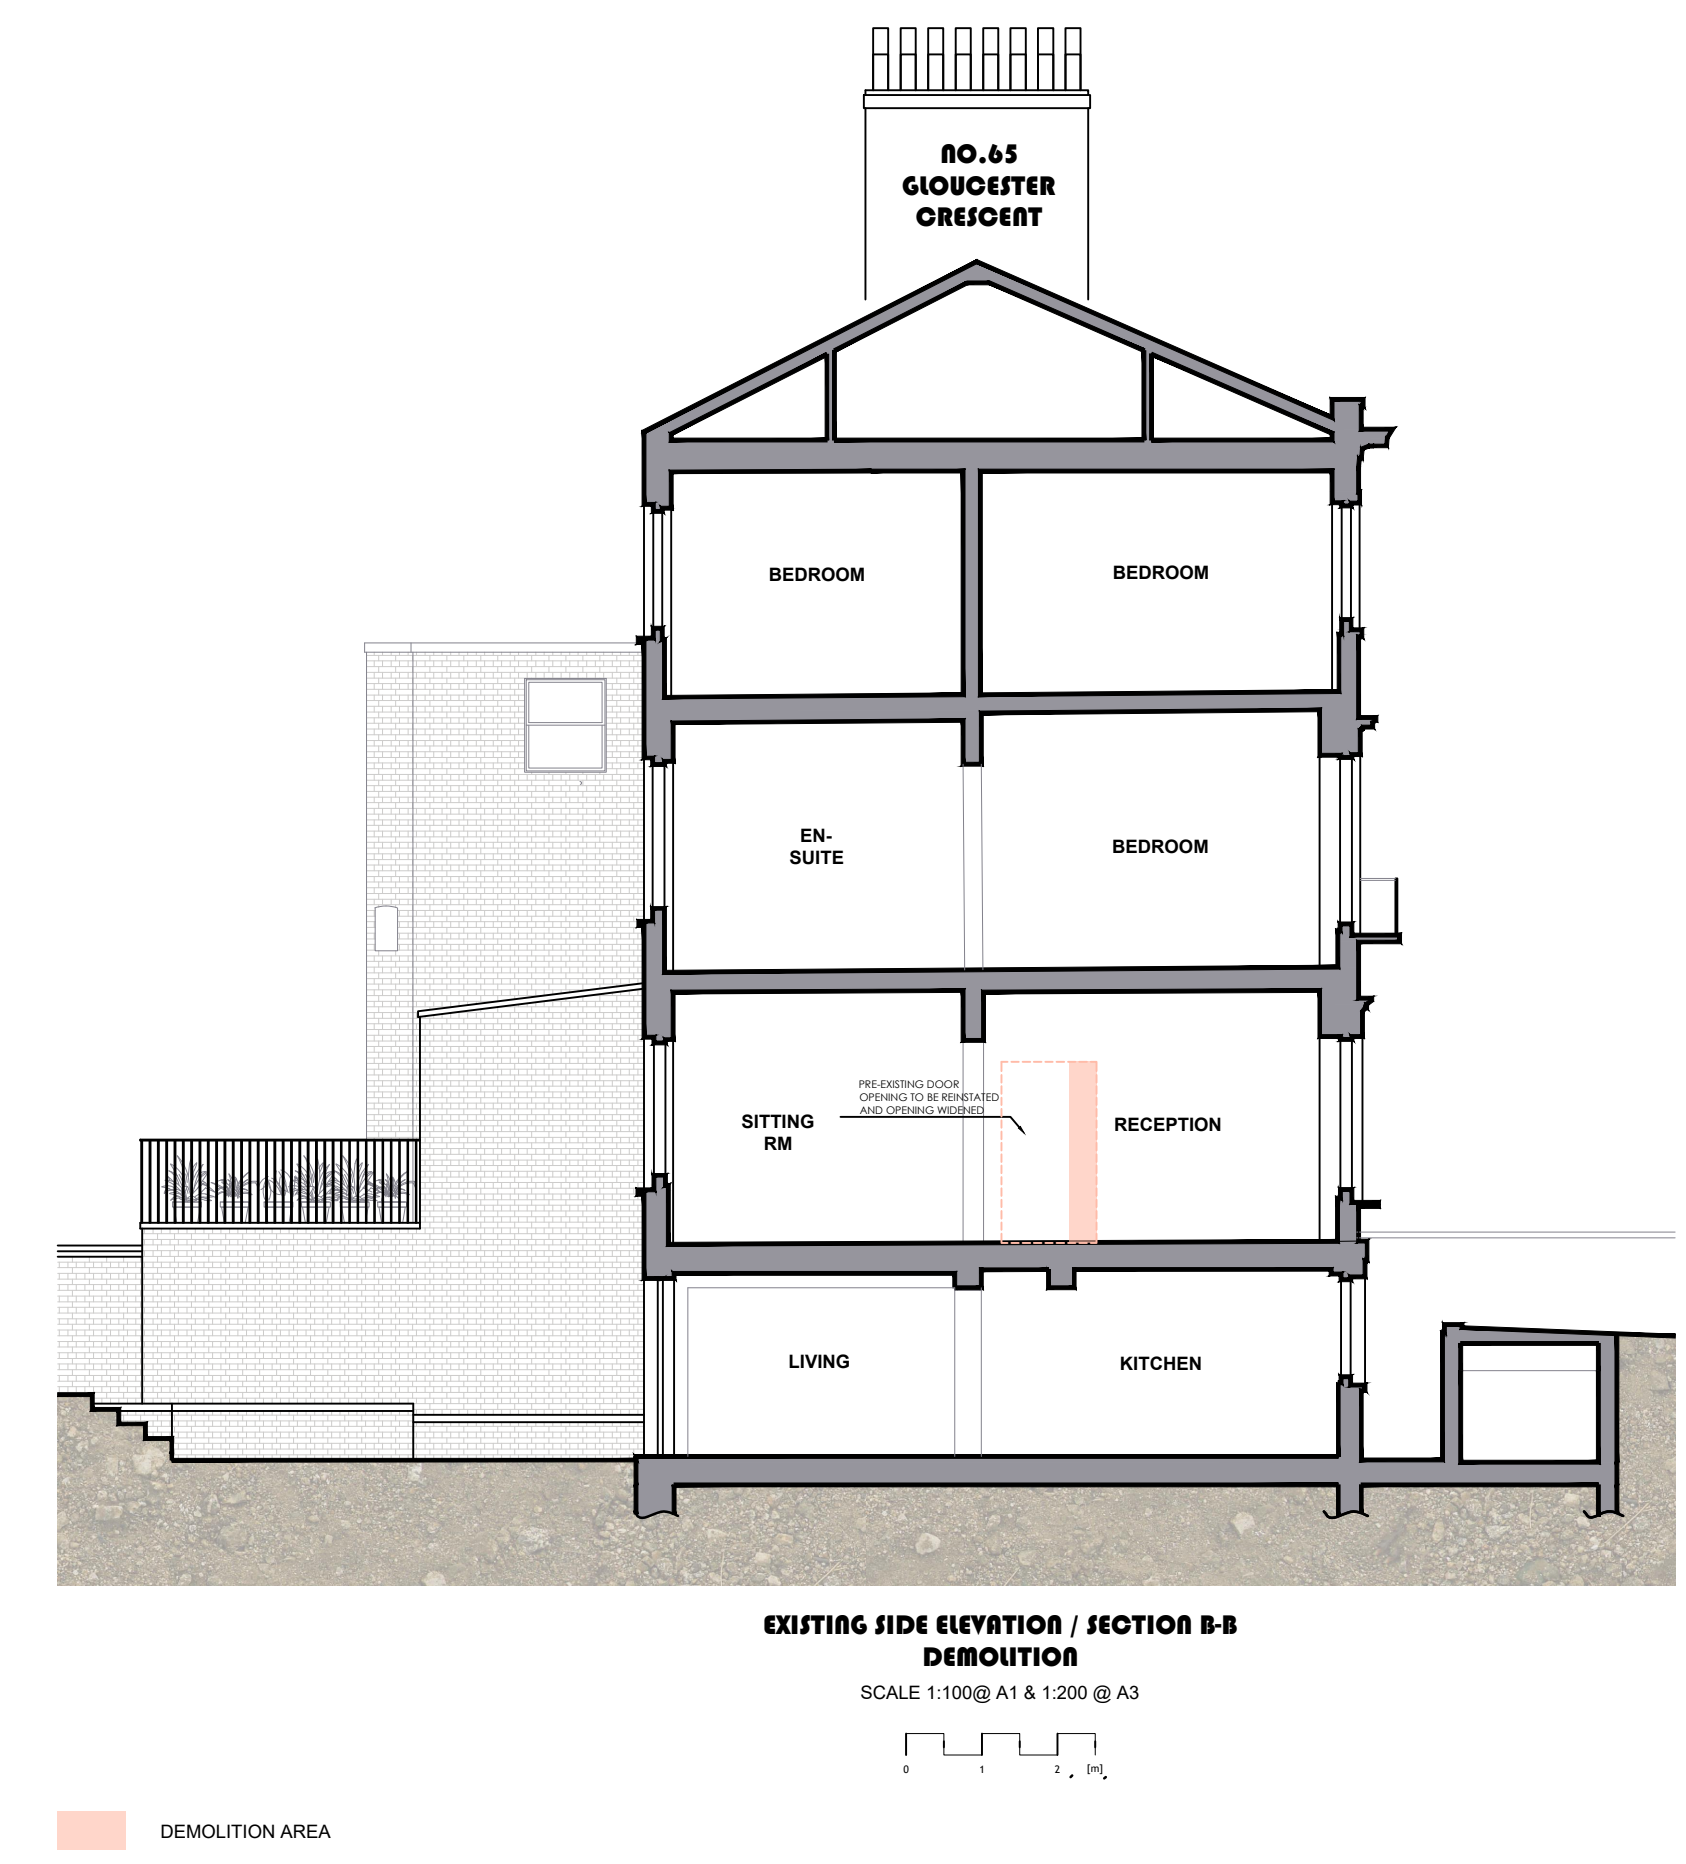 NO.65
GLOUCESTER
CRESCENT
BEDROOM
BEDROOM
EN-
SUITE
BEDROOM
PRE-EXISTING DOOR
OPENING TO BE REINSTATED
AND OPENING WIDENED
SITTING
RM
RECEPTION
LIVING
KITCHEN
EXISTING SIDE ELEVATION / SECTION B-B
DEMOLITION
SCALE 1:100@ A1 & 1:200 @ A3
0 1 2 [m]
DEMOLITION AREA